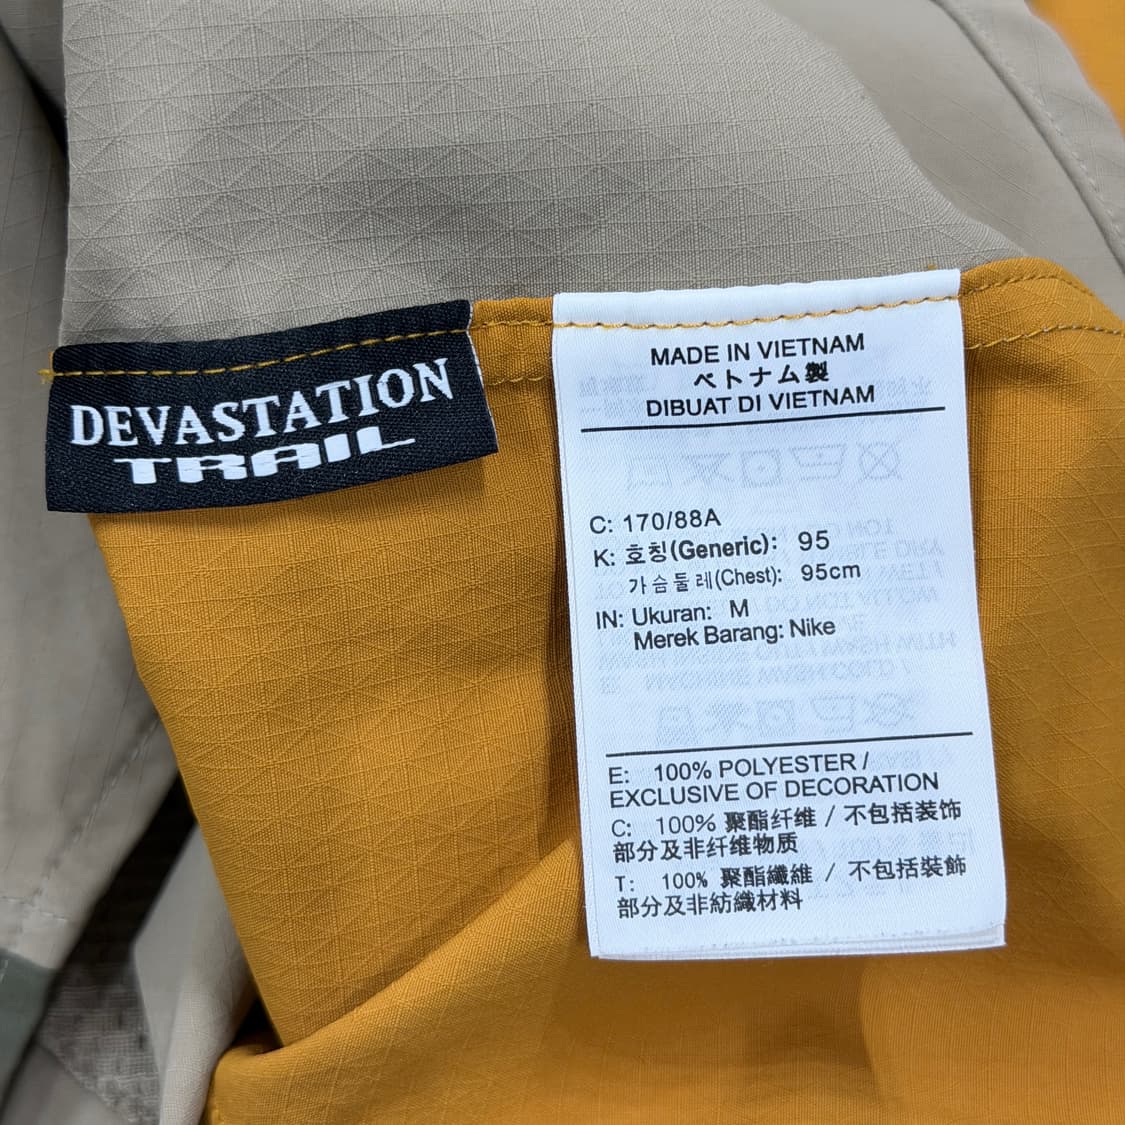 DEVASTATION
TRAIL
MADE IN VIETNAM
ベトナム製
DIBUAT DI VIETNAM
C: 170/88A
K: 호칭(Generic): 95
가슴둘레(Chest): 95cm
IN: Ukuran: M
Merek Barang: Nike
E: 100% POLYESTER /
EXCLUSIVE OF DECORATION
C: 100% 聚酯纤维 / 不包括装饰
部分及非纤维物质
T: 100% 聚酯纖維 / 不包括裝飾
部分及非紡織材料